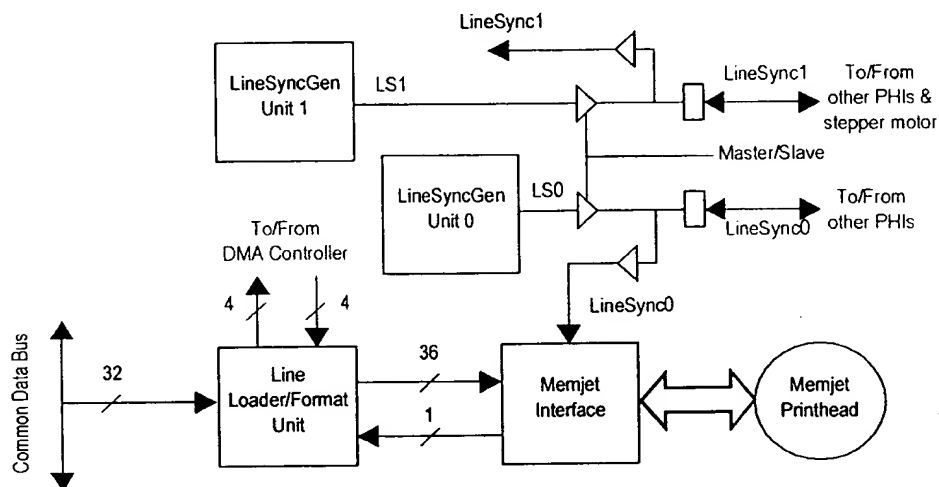 LineSync1
LineSyncGen
Unit 1
LS1
LineSync1
To/From
other PHIs &
stepper motor
Master/Slave
LineSyncGen
Unit 0
LS0
LineSync0
To/From
other PHIs
To/From
DMA Controller
4
4
LineSync0
Common Data Bus
32
Line
Loader/Format
Unit
36
1
Memjet
Interface
Memjet
Printhead